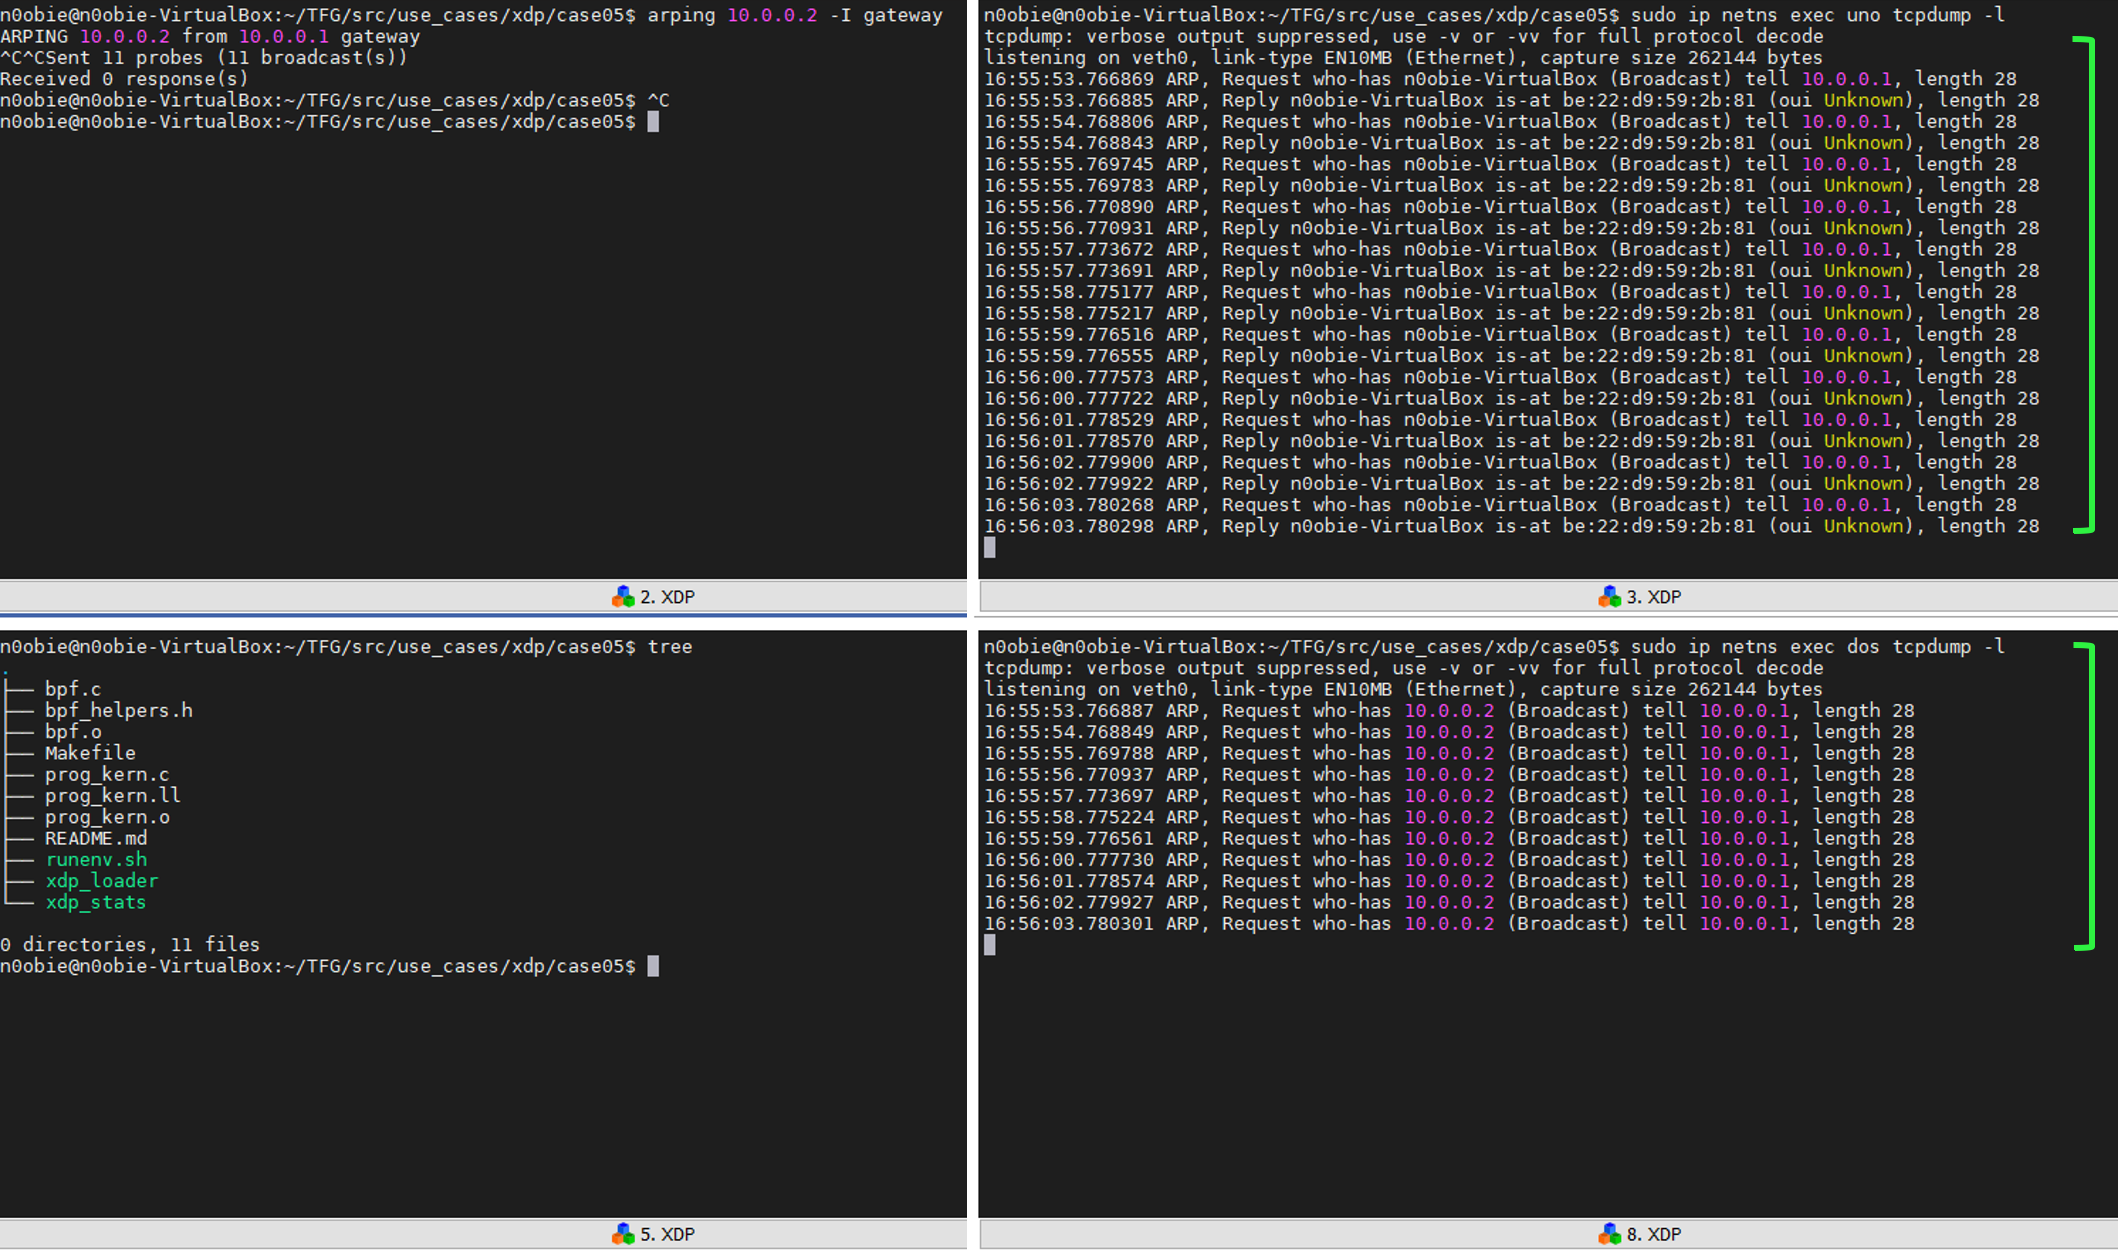 n0obie@n0obie-VirtualBox:~/TFG/src/use_cases/xdp/case05$ arping 10.0.0.2 -I gateway
ARPING 10.0.0.2 from 10.0.0.1 gateway
^C^CSent 11 probes (11 broadcast(s))
Received 0 response(s)
n0obie@n0obie-VirtualBox:~/TFG/src/use_cases/xdp/case05$ ^C
n0obie@n0obie-VirtualBox:~/TFG/src/use_cases/xdp/case05$
2. XDP
n0obie@n0obie-VirtualBox:~/TFG/src/use_cases/xdp/case05$ sudo ip netns exec uno tcpdump -l
tcpdump: verbose output suppressed, use -v or -vv for full protocol decode
listening on veth0, link-type EN10MB (Ethernet), capture size 262144 bytes
16:55:53.766869 ARP, Request who-has n0obie-VirtualBox (Broadcast) tell 10.0.0.1, length 28
16:55:53.766885 ARP, Reply n0obie-VirtualBox is-at be:22:d9:59:2b:81 (oui Unknown), length 28
16:55:54.768806 ARP, Request who-has n0obie-VirtualBox (Broadcast) tell 10.0.0.1, length 28
16:55:54.768843 ARP, Reply n0obie-VirtualBox is-at be:22:d9:59:2b:81 (oui Unknown), length 28
16:55:55.769745 ARP, Request who-has n0obie-VirtualBox (Broadcast) tell 10.0.0.1, length 28
16:55:55.769783 ARP, Reply n0obie-VirtualBox is-at be:22:d9:59:2b:81 (oui Unknown), length 28
16:55:56.770890 ARP, Request who-has n0obie-VirtualBox (Broadcast) tell 10.0.0.1, length 28
16:55:56.770931 ARP, Reply n0obie-VirtualBox is-at be:22:d9:59:2b:81 (oui Unknown), length 28
16:55:57.773672 ARP, Request who-has n0obie-VirtualBox (Broadcast) tell 10.0.0.1, length 28
16:55:57.773691 ARP, Reply n0obie-VirtualBox is-at be:22:d9:59:2b:81 (oui Unknown), length 28
16:55:58.775177 ARP, Request who-has n0obie-VirtualBox (Broadcast) tell 10.0.0.1, length 28
16:55:58.775217 ARP, Reply n0obie-VirtualBox is-at be:22:d9:59:2b:81 (oui Unknown), length 28
16:55:59.776516 ARP, Request who-has n0obie-VirtualBox (Broadcast) tell 10.0.0.1, length 28
16:55:59.776555 ARP, Reply n0obie-VirtualBox is-at be:22:d9:59:2b:81 (oui Unknown), length 28
16:56:00.777573 ARP, Request who-has n0obie-VirtualBox (Broadcast) tell 10.0.0.1, length 28
16:56:00.777722 ARP, Reply n0obie-VirtualBox is-at be:22:d9:59:2b:81 (oui Unknown), length 28
16:56:01.778529 ARP, Request who-has n0obie-VirtualBox (Broadcast) tell 10.0.0.1, length 28
16:56:01.778570 ARP, Reply n0obie-VirtualBox is-at be:22:d9:59:2b:81 (oui Unknown), length 28
16:56:02.779900 ARP, Request who-has n0obie-VirtualBox (Broadcast) tell 10.0.0.1, length 28
16:56:02.779922 ARP, Reply n0obie-VirtualBox is-at be:22:d9:59:2b:81 (oui Unknown), length 28
16:56:03.780268 ARP, Request who-has n0obie-VirtualBox (Broadcast) tell 10.0.0.1, length 28
16:56:03.780298 ARP, Reply n0obie-VirtualBox is-at be:22:d9:59:2b:81 (oui Unknown), length 28
3. XDP
n0obie@n0obie-VirtualBox:~/TFG/src/use_cases/xdp/case05$ tree
.
├── bpf.c
├── bpf_helpers.h
├── bpf.o
├── Makefile
├── prog_kern.c
├── prog_kern.ll
├── prog_kern.o
├── README.md
├── runenv.sh
├── xdp_loader
└── xdp_stats
0 directories, 11 files
n0obie@n0obie-VirtualBox:~/TFG/src/use_cases/xdp/case05$
5. XDP
n0obie@n0obie-VirtualBox:~/TFG/src/use_cases/xdp/case05$ sudo ip netns exec dos tcpdump -l
tcpdump: verbose output suppressed, use -v or -vv for full protocol decode
listening on veth0, link-type EN10MB (Ethernet), capture size 262144 bytes
16:55:53.766887 ARP, Request who-has 10.0.0.2 (Broadcast) tell 10.0.0.1, length 28
16:55:54.768849 ARP, Request who-has 10.0.0.2 (Broadcast) tell 10.0.0.1, length 28
16:55:55.769788 ARP, Request who-has 10.0.0.2 (Broadcast) tell 10.0.0.1, length 28
16:55:56.770937 ARP, Request who-has 10.0.0.2 (Broadcast) tell 10.0.0.1, length 28
16:55:57.773697 ARP, Request who-has 10.0.0.2 (Broadcast) tell 10.0.0.1, length 28
16:55:58.775224 ARP, Request who-has 10.0.0.2 (Broadcast) tell 10.0.0.1, length 28
16:55:59.776561 ARP, Request who-has 10.0.0.2 (Broadcast) tell 10.0.0.1, length 28
16:56:00.777730 ARP, Request who-has 10.0.0.2 (Broadcast) tell 10.0.0.1, length 28
16:56:01.778574 ARP, Request who-has 10.0.0.2 (Broadcast) tell 10.0.0.1, length 28
16:56:02.779927 ARP, Request who-has 10.0.0.2 (Broadcast) tell 10.0.0.1, length 28
16:56:03.780301 ARP, Request who-has 10.0.0.2 (Broadcast) tell 10.0.0.1, length 28
8. XDP